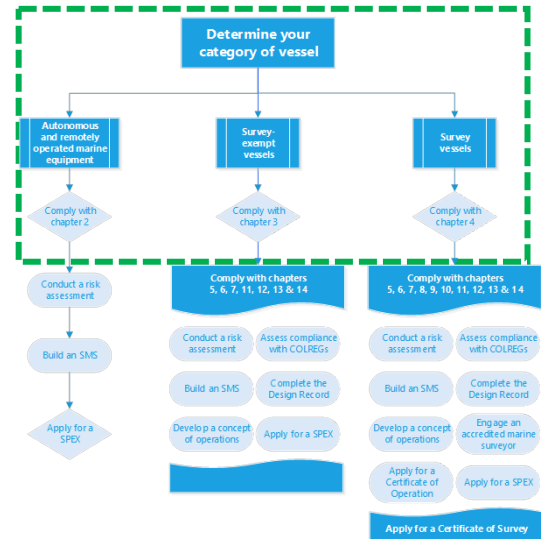 Determine your
category of vessel
Autonomous
and remotely
operated marine
equipment
Survey-
exempt
vessels
Survey
vessels
Comply with
chapter 2
Comply with
chapter 3
Comply with
chapter 4
Conduct a risk
assessment
Build an SMS
Apply for a
SPEX
Comply with chapters
5, 6, 7, 11, 12, 13 & 14
Conduct a risk
assessment
Assess compliance
with COLREGs
Build an SMS
Complete the
Design Record
Develop a concept
of operations
Apply for a SPEX
Comply with chapters
5, 6, 7, 8, 9, 10, 11, 12, 13 & 14
Conduct a risk
assessment
Assess compliance
with COLREGs
Build an SMS
Complete the
Design Record
Develop a concept
of operations
Engage an
accredited marine
surveyor
Apply for a
Certificate of
Operation
Apply for a SPEX
Apply for a Certificate of Survey